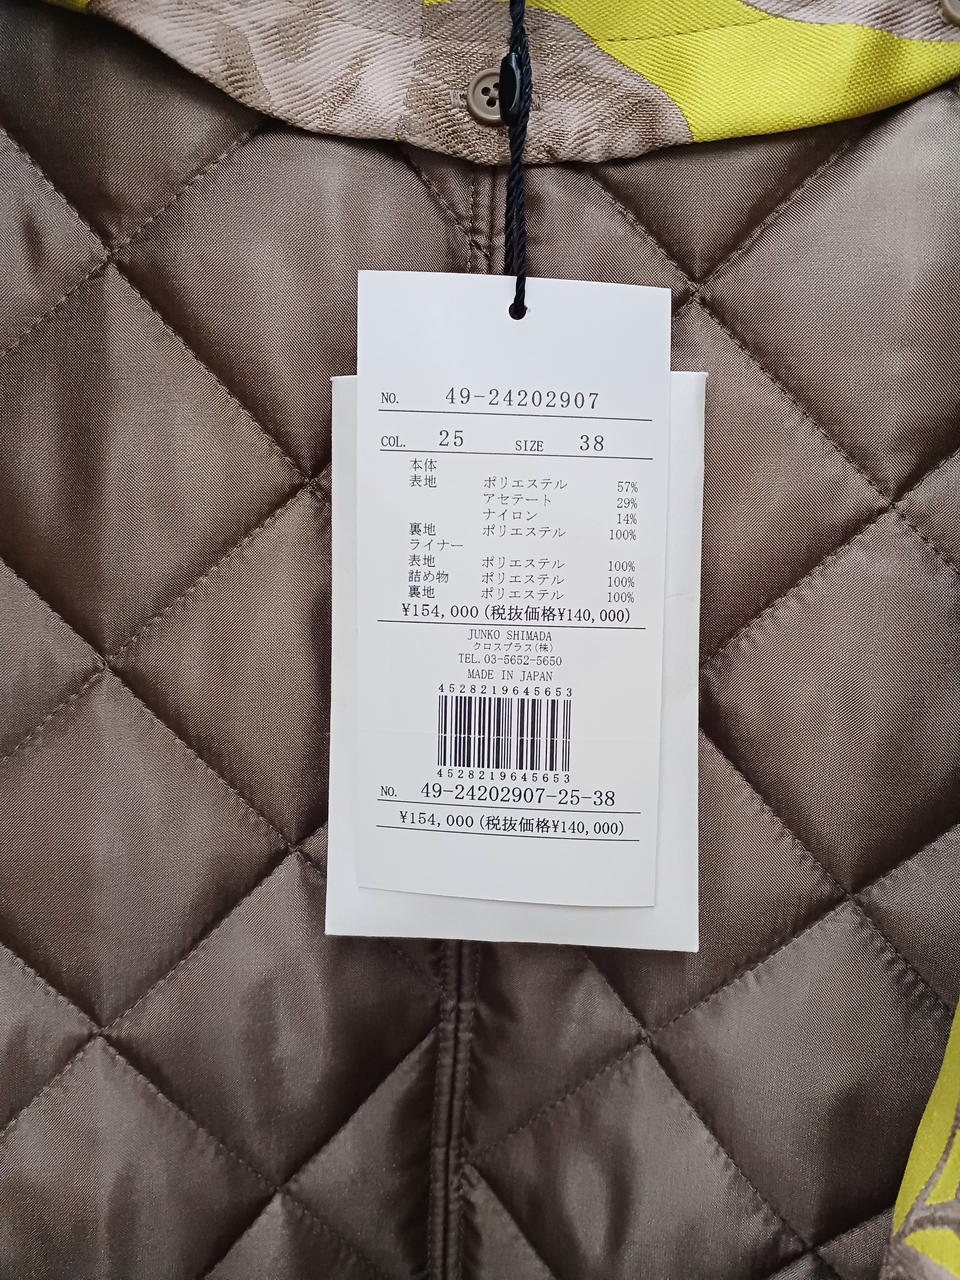 NO. 49-24202907
COL. 25 SIZE 38
本体
表地 ポリエステル 57%
アセテート 29%
ナイロン 14%
裏地 ポリエステル 100%
ライナー
表地 ポリエステル 100%
詰め物 ポリエステル 100%
裏地 ポリエステル 100%
¥154,000(税抜価格¥140,000)
JUNKO SHIMADA
クロスプラス(株)
TEL.03-5652-5650
MADE IN JAPAN
4528219645653
4528219645653
NO. 49-24202907-25-38
¥154,000(税抜価格¥140,000)